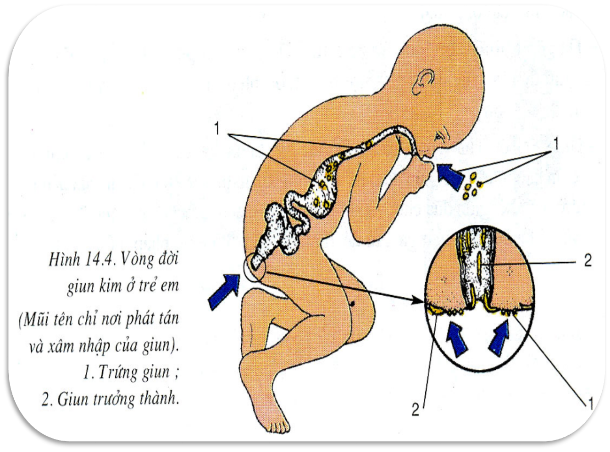 1
1
Hình 14.4. Vòng đời
giun kim ở trẻ em
(Mũi tên chỉ nơi phát tán
và xâm nhập của giun).
1. Trứng giun ;
2. Giun trưởng thành.
2
2
1